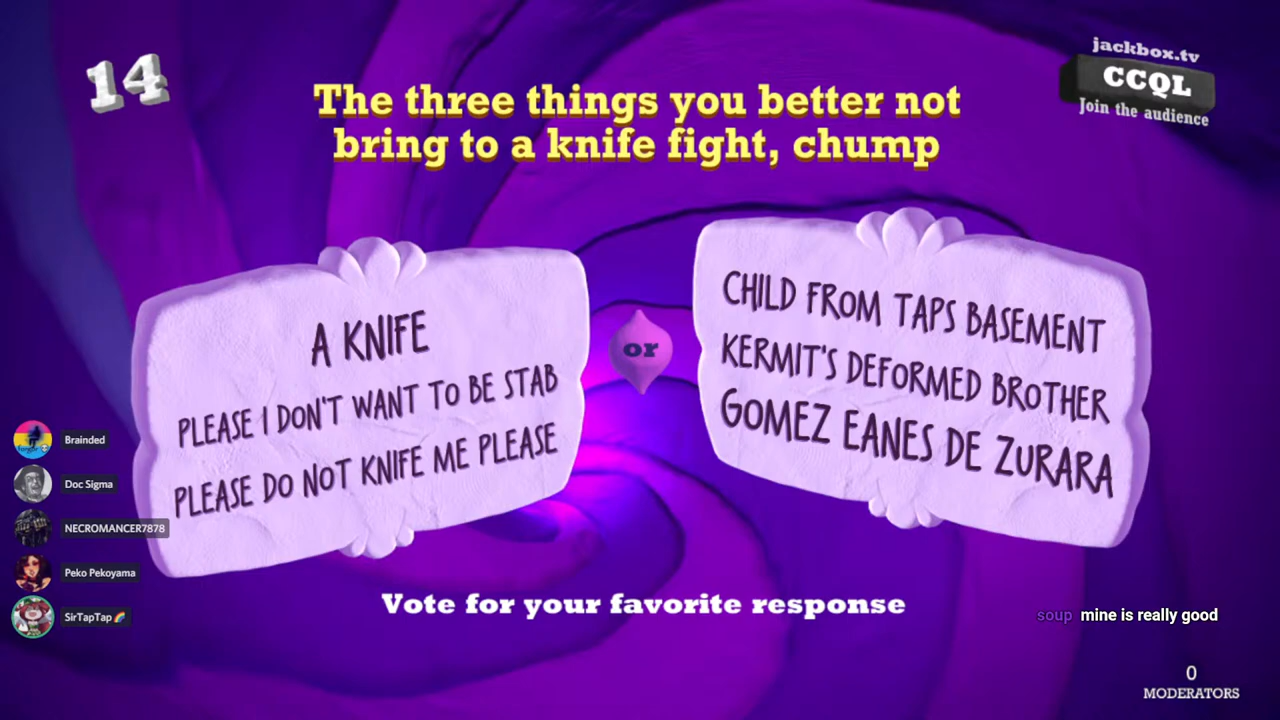 14
jackbox.tv
CCQL
Join the audience
The three things you better not
bring to a knife fight, chump
A KNIFE
PLEASE I DON'T WANT TO BE STAB
PLEASE DO NOT KNIFE ME PLEASE
or
CHILD FROM TAPS BASEMENT
KERMIT'S DEFORMED BROTHER
GOMEZ EANES DE ZURARA
Brainded
Doc Sigma
NECROMANCER7878
Peko Pekoyama
SirTapTap
Vote for your favorite response
soup mine is really good
0
MODERATORS